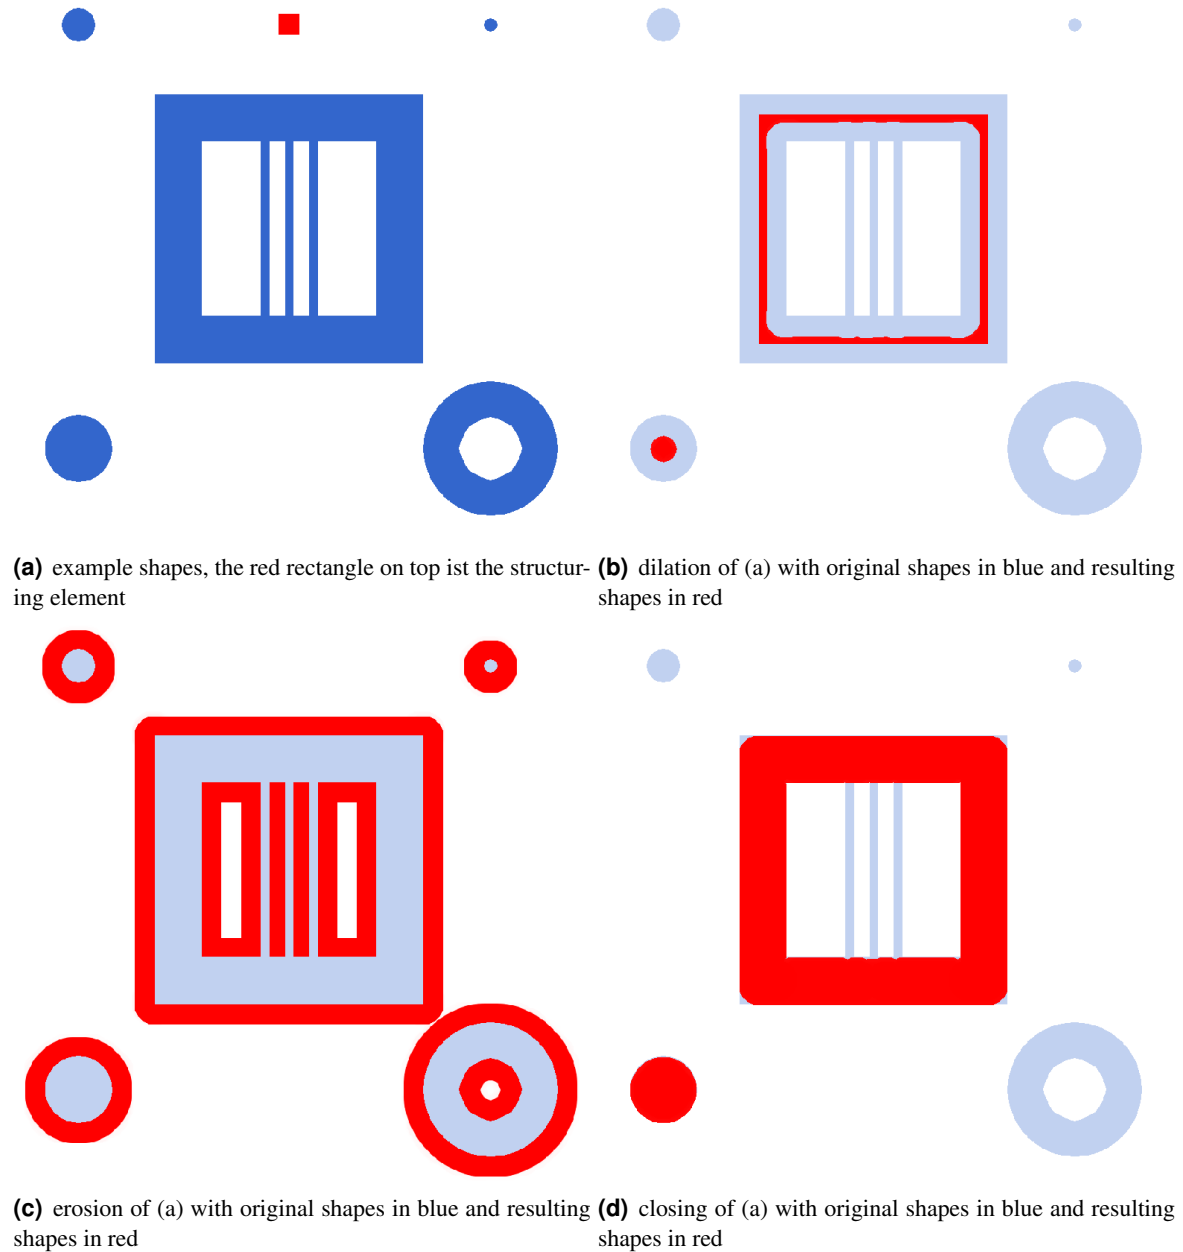 (a) example shapes, the red rectangle on top ist the structur-
ing element
(b) dilation of (a) with original shapes in blue and resulting
shapes in red
(c) erosion of (a) with original shapes in blue and resulting
shapes in red
(d) closing of (a) with original shapes in blue and resulting
shapes in red